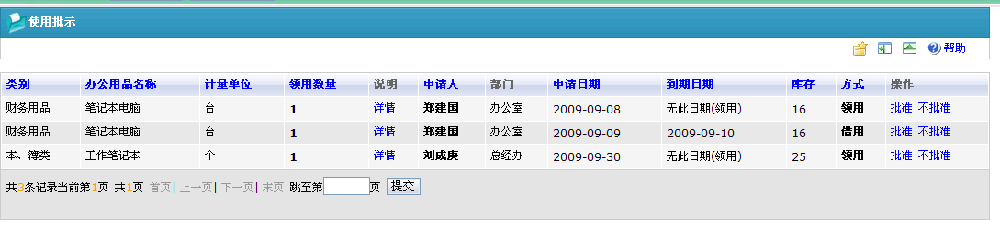 使用批示
帮助
类别 办公用品名称 计量单位 领用数量 说明 申请人 部门 申请日期 到期日期 库存 方式 操作
财务用品 笔记本电脑 台 1 详情 郑建国 办公室 2009-09-08 无此日期(领用) 16 领用 批准 不批准
财务用品 笔记本电脑 台 1 详情 郑建国 办公室 2009-09-09 2009-09-10 16 借用 批准 不批准
本、簿类 工作笔记本 个 1 详情 刘成庚 总经办 2009-09-30 无此日期(领用) 25 领用 批准 不批准
共3条记录当前第1页 共1页 首页| 上一页| 下一页| 末页 跳至第 页 提交